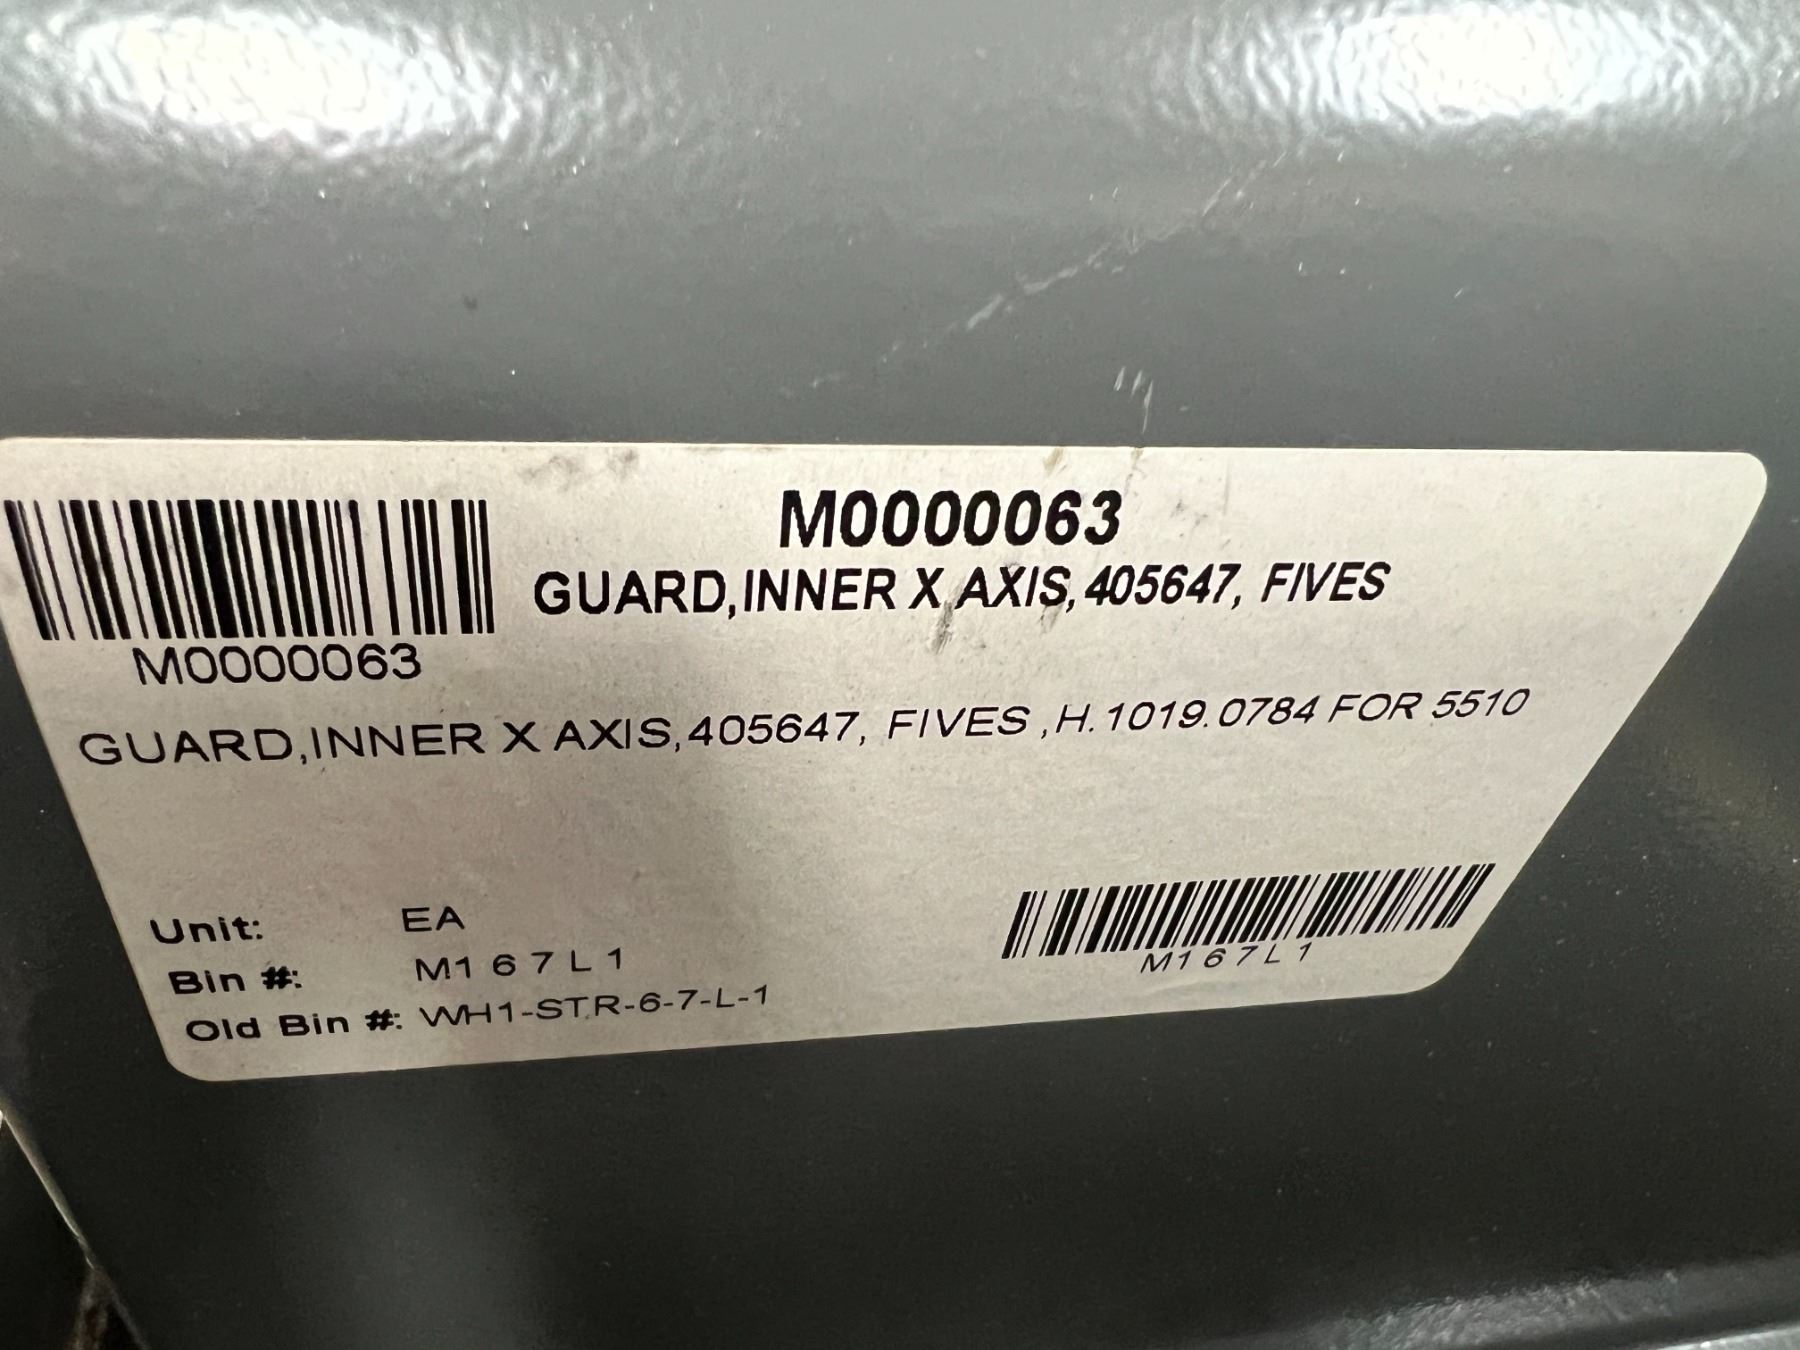 M0000063
GUARD,INNER X AXIS,405647, FIVES
M0000063
GUARD,INNER X AXIS,405647, FIVES ,H.1019.0784 FOR 5510
Unit: EA
Bin #: M1 6 7 L 1
Old Bin #: WH1-STR-6-7-L-1
M1 6 7 L 1